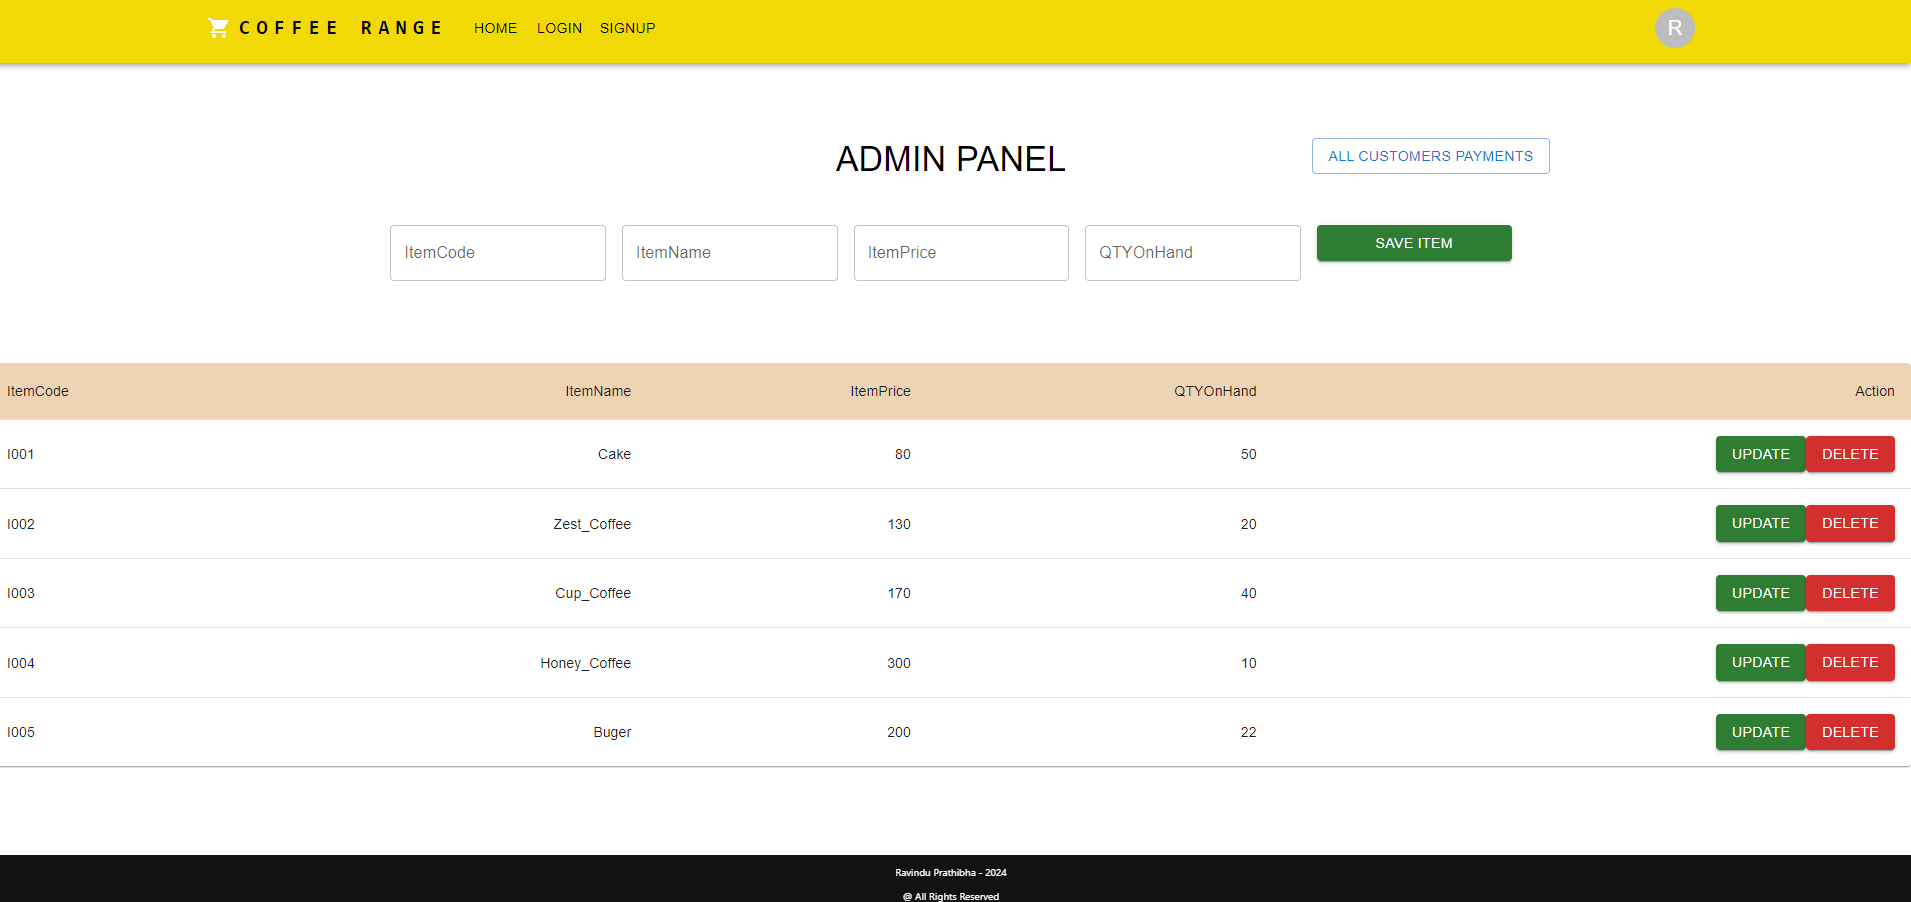 COFFEE RANGE HOME LOGIN SIGNUP R
ADMIN PANEL ALL CUSTOMERS PAYMENTS
ItemCode ItemName ItemPrice QTYOnHand SAVE ITEM
ItemCode ItemName ItemPrice QTYOnHand Action
I001 Cake 80 50 UPDATE DELETE
I002 Zest_Coffee 130 20 UPDATE DELETE
I003 Cup_Coffee 170 40 UPDATE DELETE
I004 Honey_Coffee 300 10 UPDATE DELETE
I005 Buger 200 22 UPDATE DELETE
Ravindu Prathibha - 2024
@ All Rights Reserved